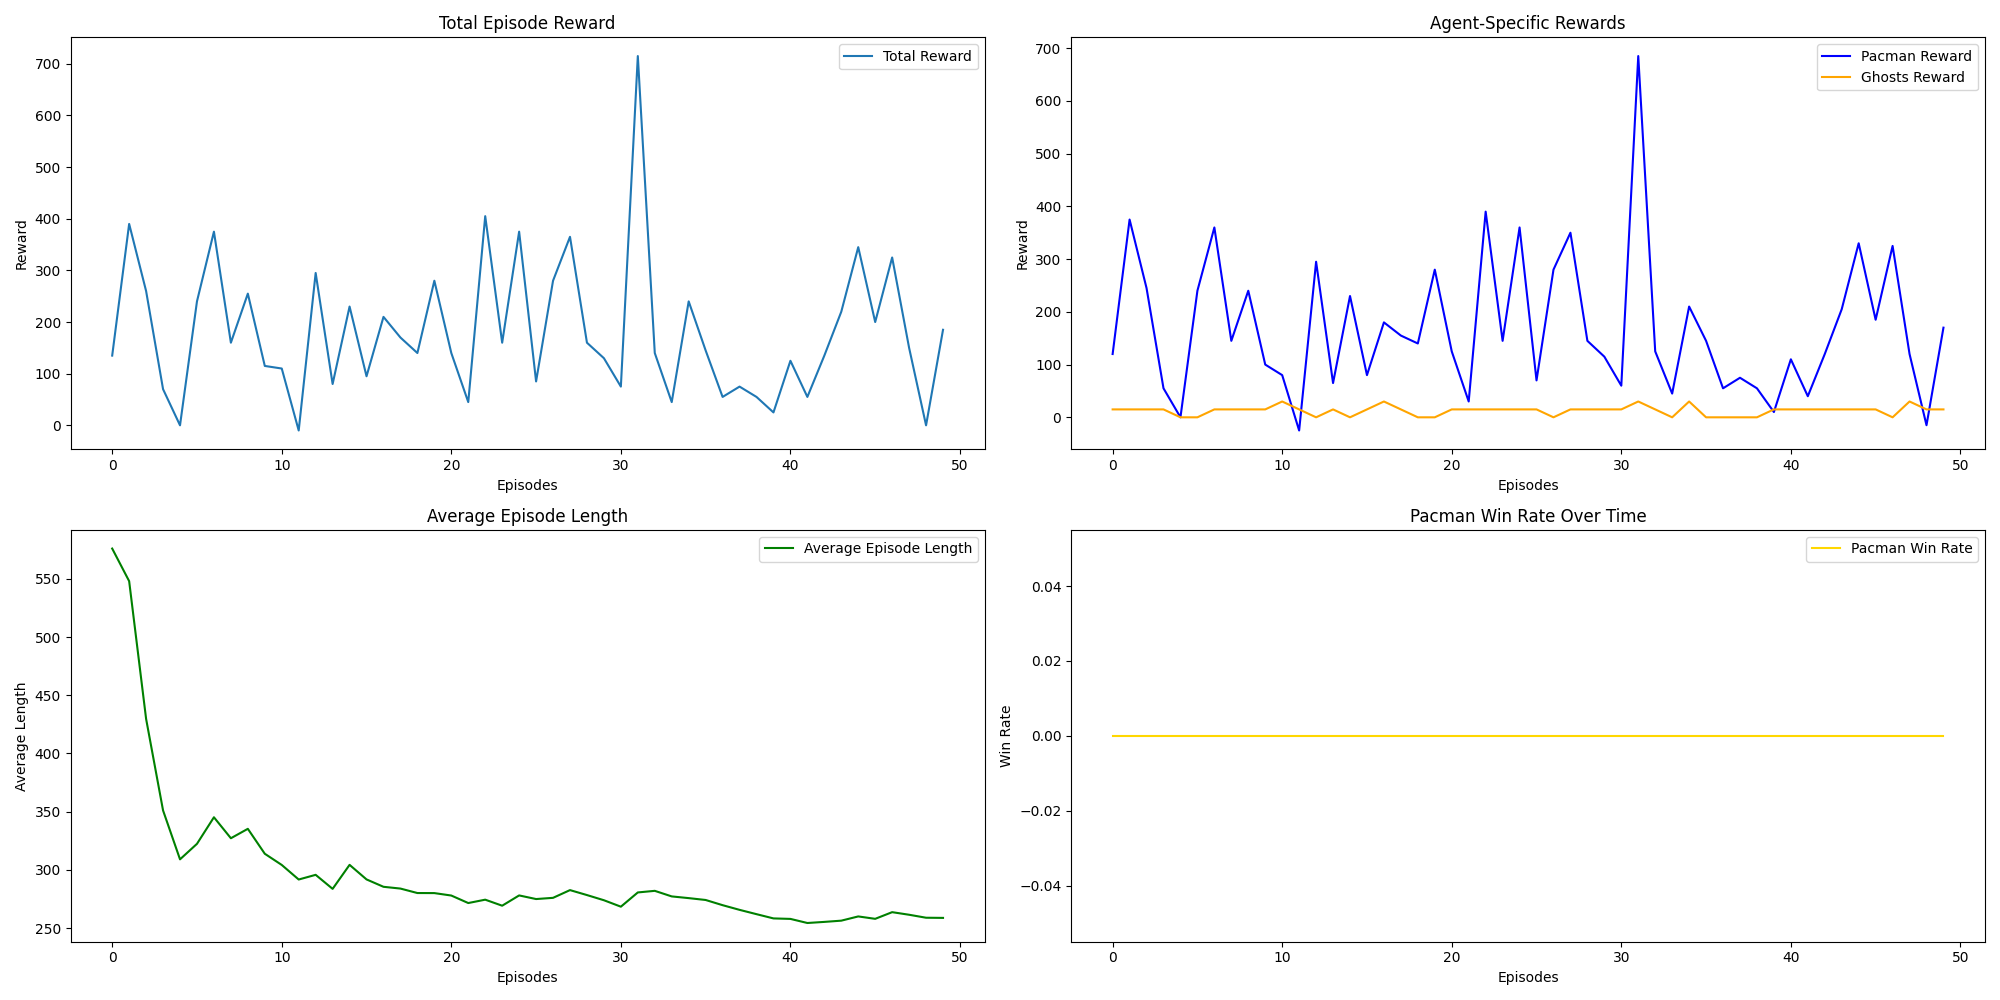 Total Episode Reward
Total Reward
700
600
500
400
300
200
100
0
Reward
0 10 20 30 40 50
Episodes
Agent-Specific Rewards
Pacman Reward
Ghosts Reward
700
600
500
400
300
200
100
0
Reward
0 10 20 30 40 50
Episodes
Average Episode Length
Average Episode Length
550
500
450
400
350
300
250
Average Length
0 10 20 30 40 50
Episodes
Pacman Win Rate Over Time
Pacman Win Rate
0.04
0.02
0.00
−0.02
−0.04
Win Rate
0 10 20 30 40 50
Episodes